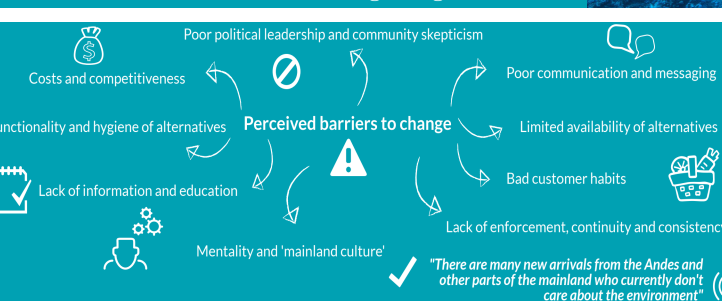 Poor political leadership and community skepticism
Costs and competitiveness
Poor communication and messaging
unctionality and hygiene of alternatives
Perceived barriers to change
Limited availability of alternatives
Lack of information and education
Bad customer habits
Lack of enforcement, continuity and consistency
Mentality and 'mainland culture'
"There are many new arrivals from the Andes and
other parts of the mainland who currently don't
care about the environment"